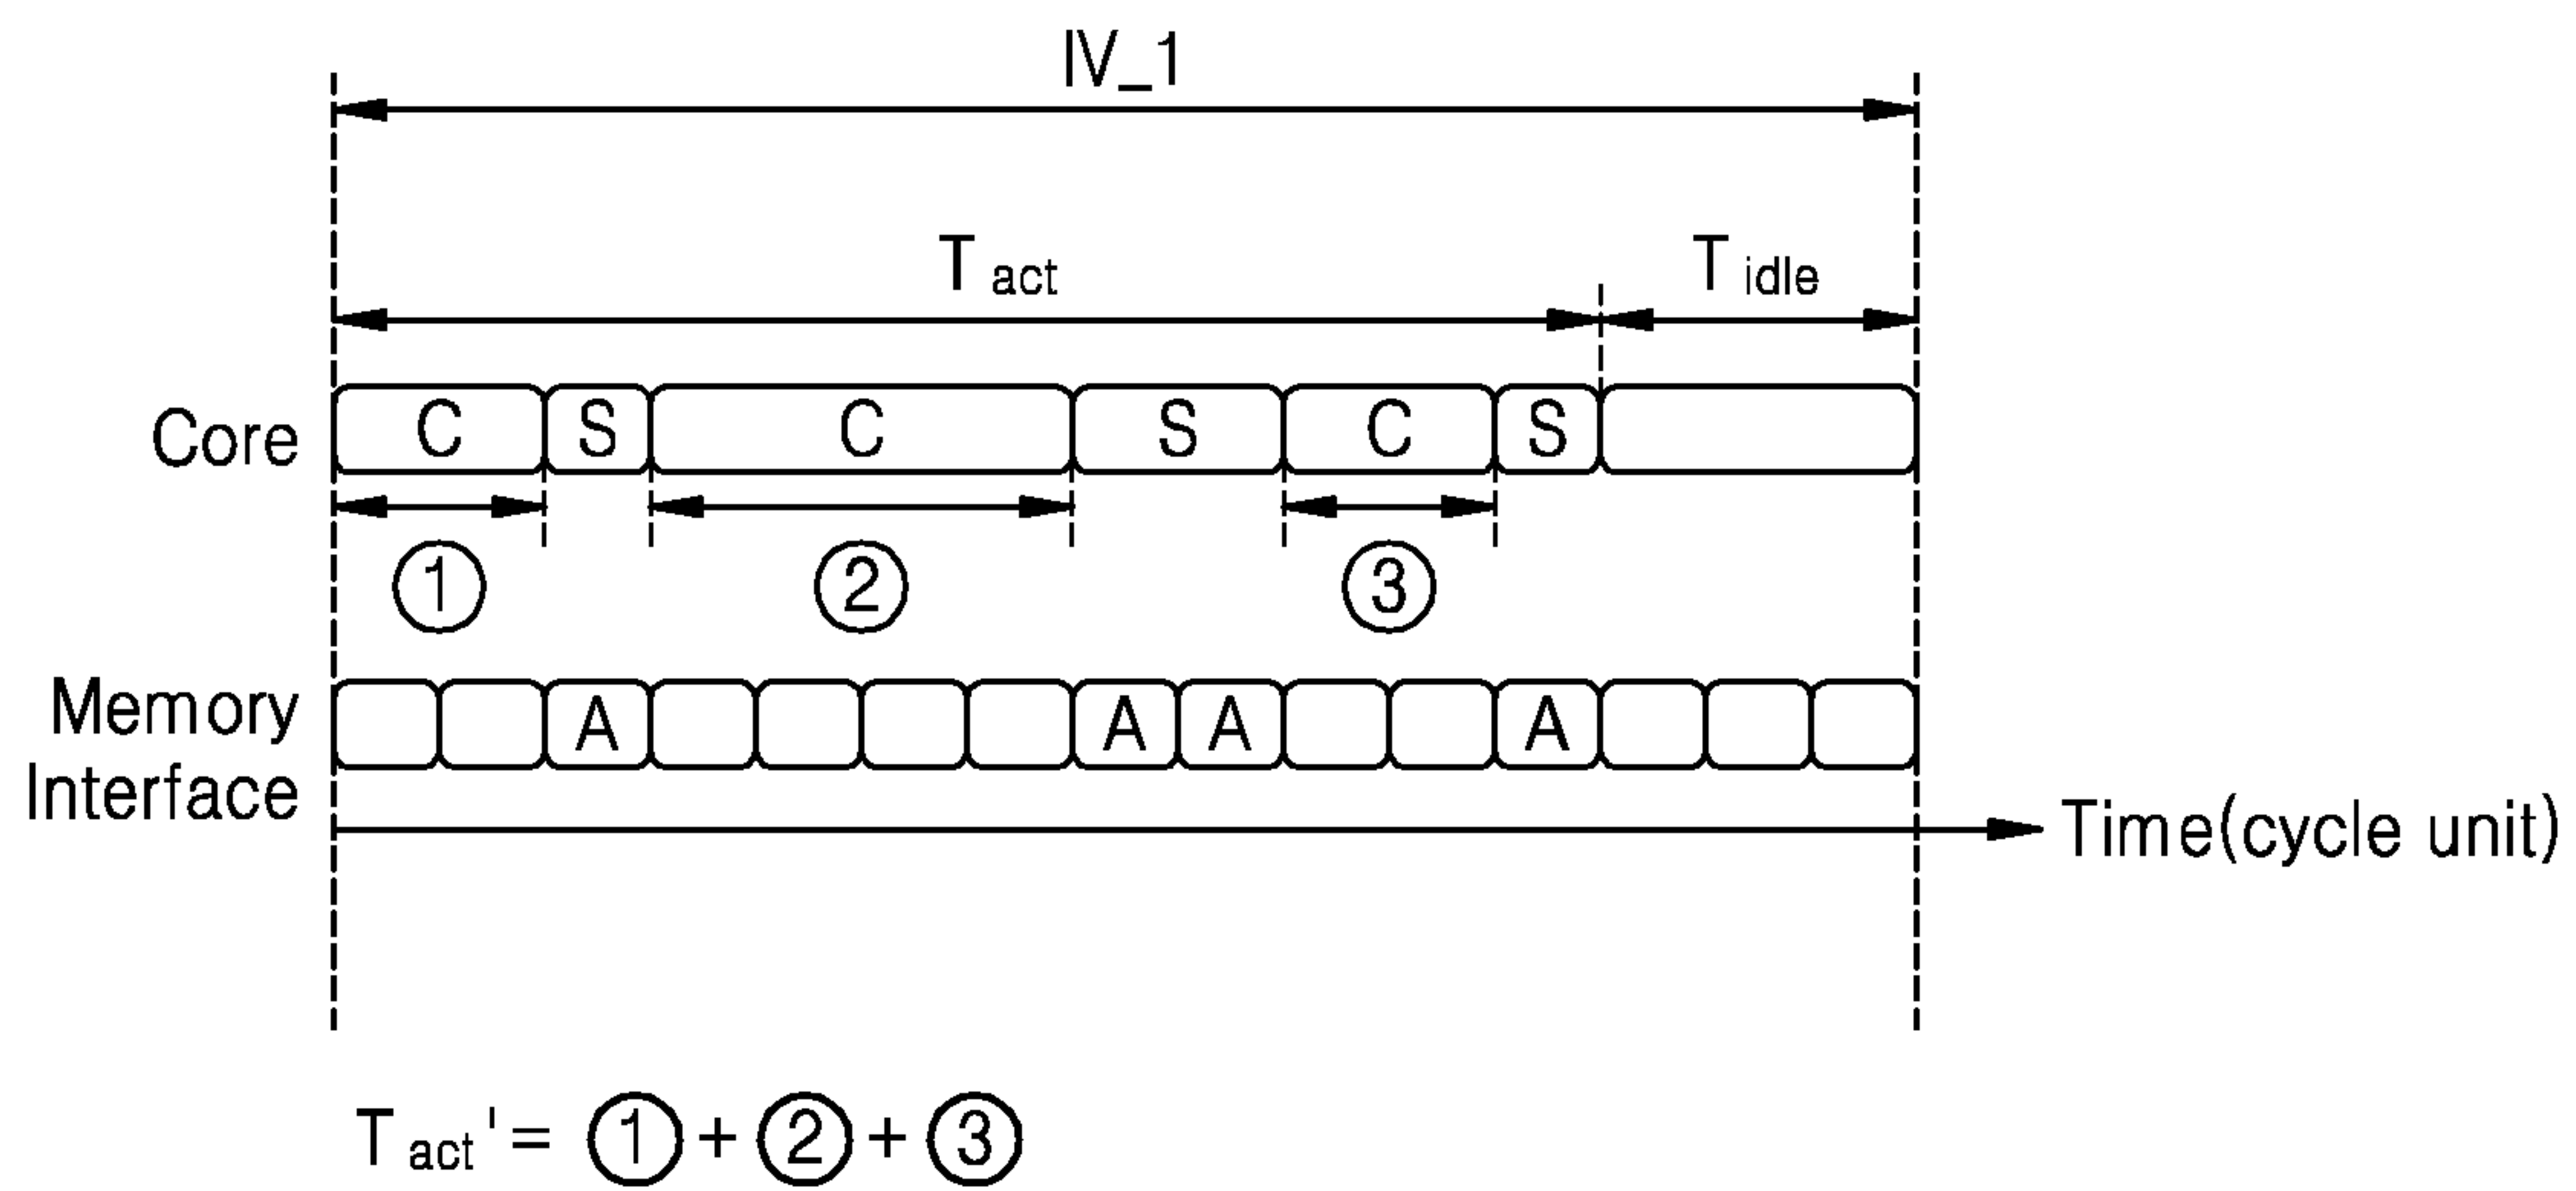 IV_1
T act T idle
Core C S C S C S
① ② ③
Memory
Interface
A A A A
Time(cycle unit)
T act ' = ① + ② + ③